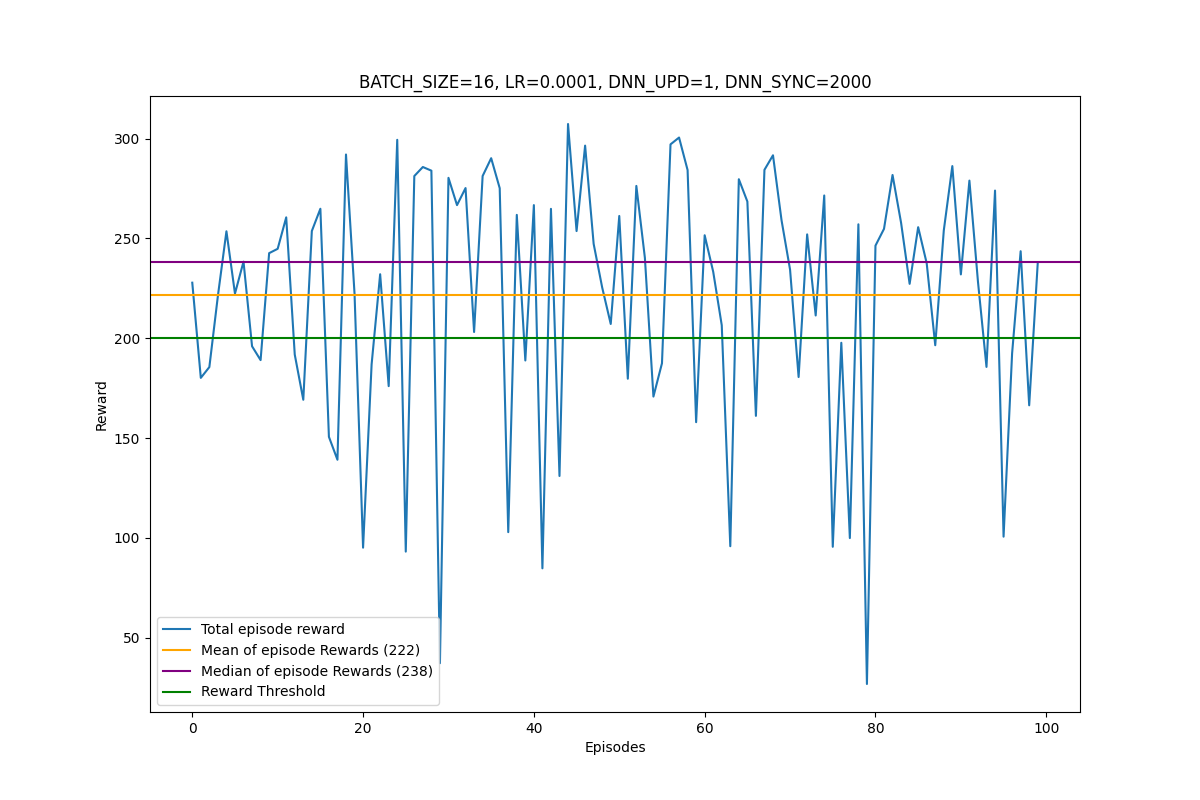 BATCH_SIZE=16, LR=0.0001, DNN_UPD=1, DNN_SYNC=2000
300
250
200
150
100
50
Reward
Total episode reward
Mean of episode Rewards (222)
Median of episode Rewards (238)
Reward Threshold
0 20 40 60 80 100
Episodes